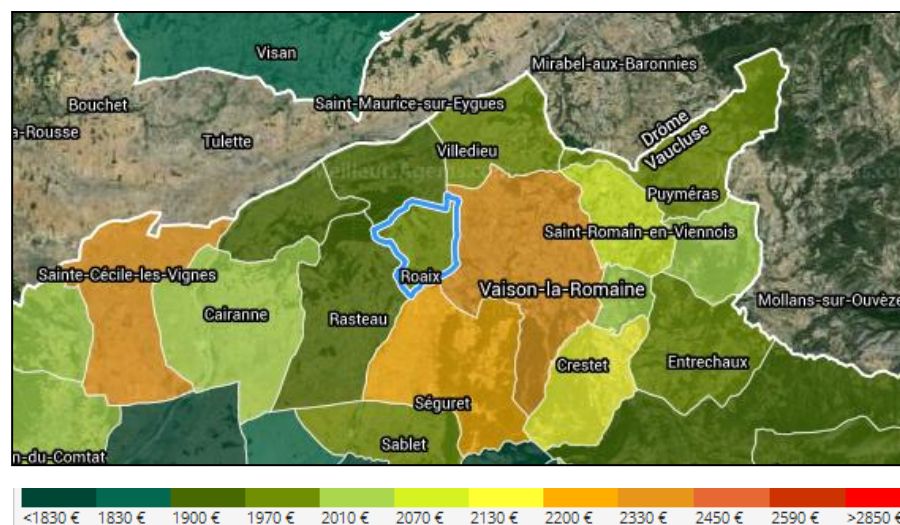 Visan
Mirabel-aux-Baronnies
Bouchet
Saint-Maurice-sur-Eygues
a-Rousse
Tulette
Drôme
Vaucluse
Villedieu
Puyméras
Saint-Romain-en-Viennois
Sainte-Cécile-les-Vignes
Roaix
Vaison-la-Romaine
Mollans-sur-Ouvèze
Cairanne
Rasteau
Crestet
Entrechaux
Séguret
Sablet
n-du-Comtat
<1830 € 1830 € 1900 € 1970 € 2010 € 2070 € 2130 € 2200 € 2330 € 2450 € 2590 € >2850 €